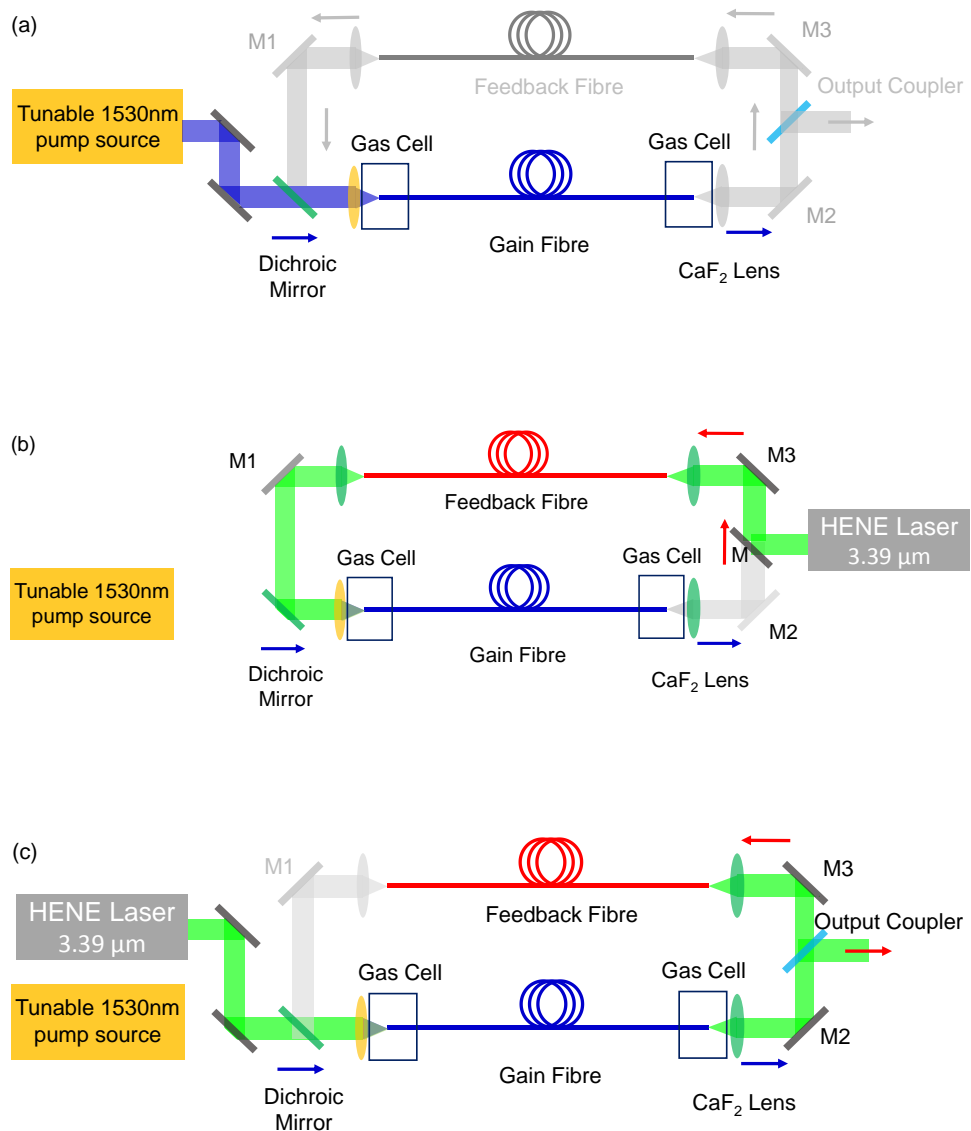 (a)
M1
M3
Feedback Fibre
Output Coupler
Tunable 1530nm
pump source
Gas Cell
Gas Cell
M2
Gain Fibre
Dichroic
Mirror
CaF2 Lens
(b)
M1
M3
Feedback Fibre
HENE Laser
3.39 µm
M
Gas Cell
Gas Cell
Tunable 1530nm
pump source
M2
Gain Fibre
Dichroic
Mirror
CaF2 Lens
(c)
M1
M3
HENE Laser
3.39 µm
Feedback Fibre
Output Coupler
Gas Cell
Gas Cell
Tunable 1530nm
pump source
M2
Gain Fibre
Dichroic
Mirror
CaF2 Lens